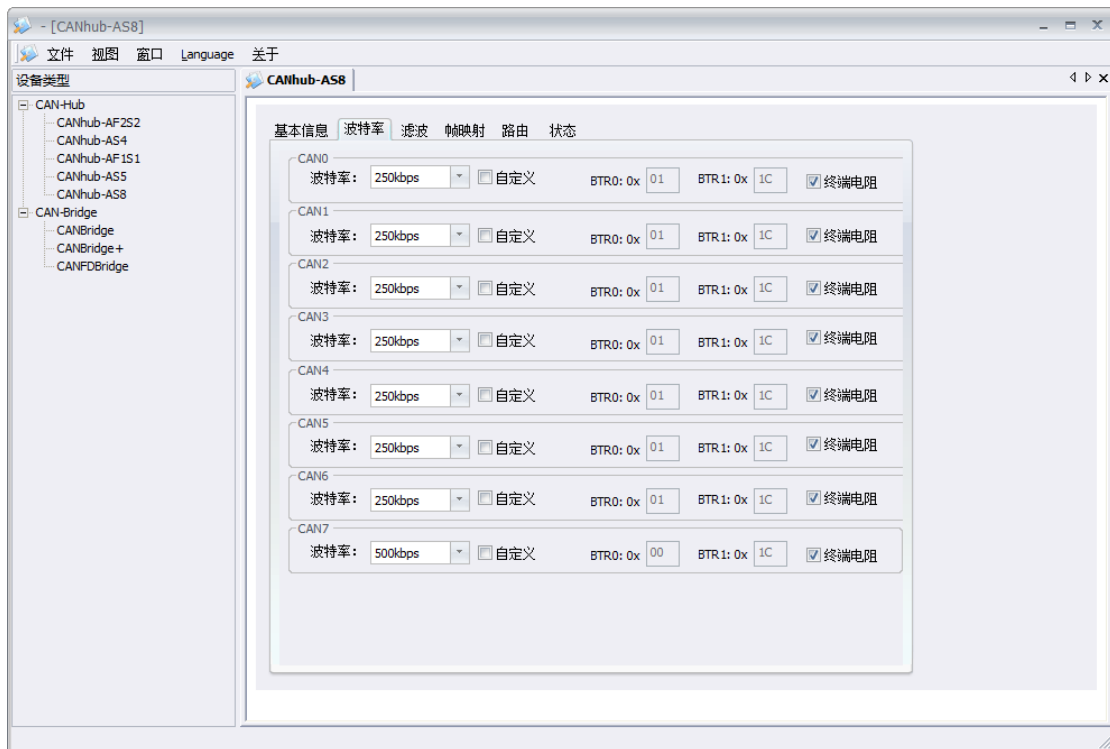 - [CANhub-AS8]
文件 视图 窗口 Language 关于
设备类型
CAN-Hub
CANhub-AF2S2
CANhub-AS4
CANhub-AF1S1
CANhub-AS5
CANhub-AS8
CAN-Bridge
CANBridge
CANBridge+
CANFDBridge
CANhub-AS8
基本信息 波特率 滤波 帧映射 路由 状态
CAN0
波特率： 250kbps 自定义 BTR0: 0x 01 BTR1: 0x 1C 终端电阻
CAN1
波特率： 250kbps 自定义 BTR0: 0x 01 BTR1: 0x 1C 终端电阻
CAN2
波特率： 250kbps 自定义 BTR0: 0x 01 BTR1: 0x 1C 终端电阻
CAN3
波特率： 250kbps 自定义 BTR0: 0x 01 BTR1: 0x 1C 终端电阻
CAN4
波特率： 250kbps 自定义 BTR0: 0x 01 BTR1: 0x 1C 终端电阻
CAN5
波特率： 250kbps 自定义 BTR0: 0x 01 BTR1: 0x 1C 终端电阻
CAN6
波特率： 250kbps 自定义 BTR0: 0x 01 BTR1: 0x 1C 终端电阻
CAN7
波特率： 500kbps 自定义 BTR0: 0x 00 BTR1: 0x 1C 终端电阻